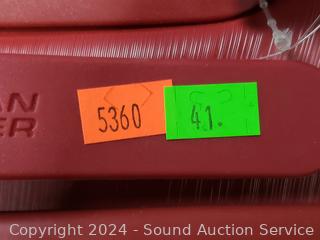 AN
ER
5360
41.
Copyright 2024 - Sound Auction Service